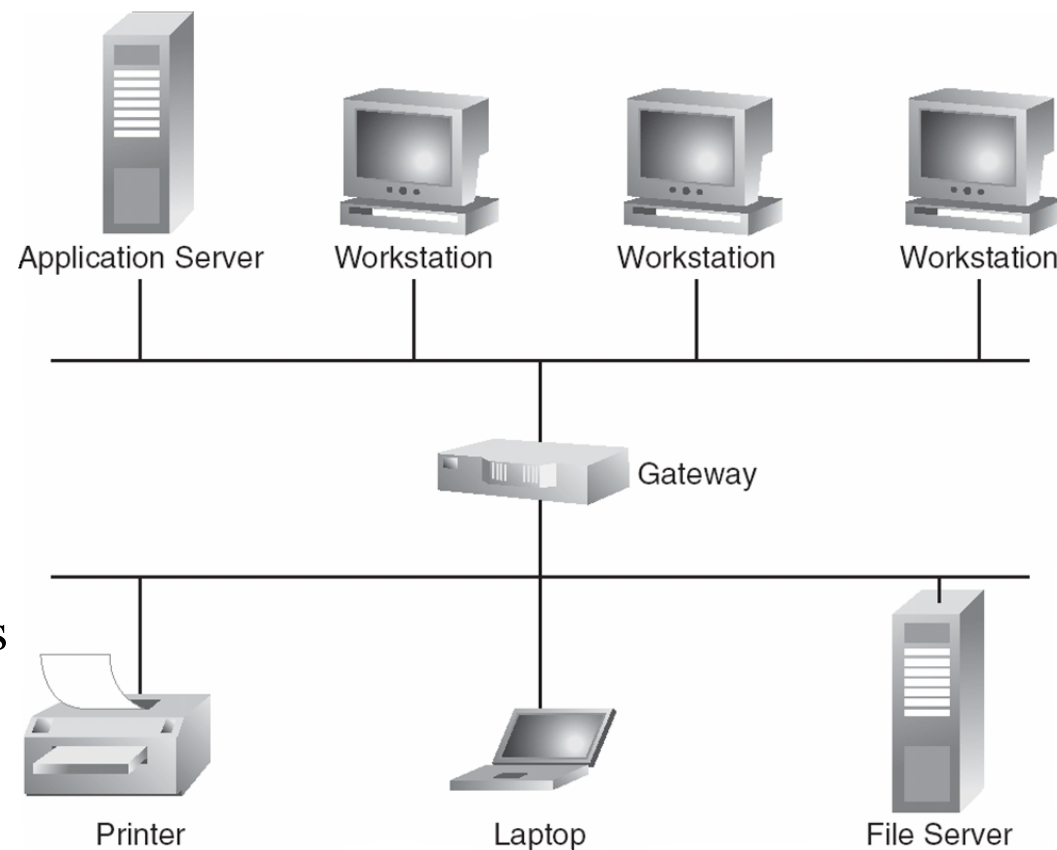 Application Server
Workstation
Workstation
Workstation
Gateway
s
Printer
Laptop
File Server